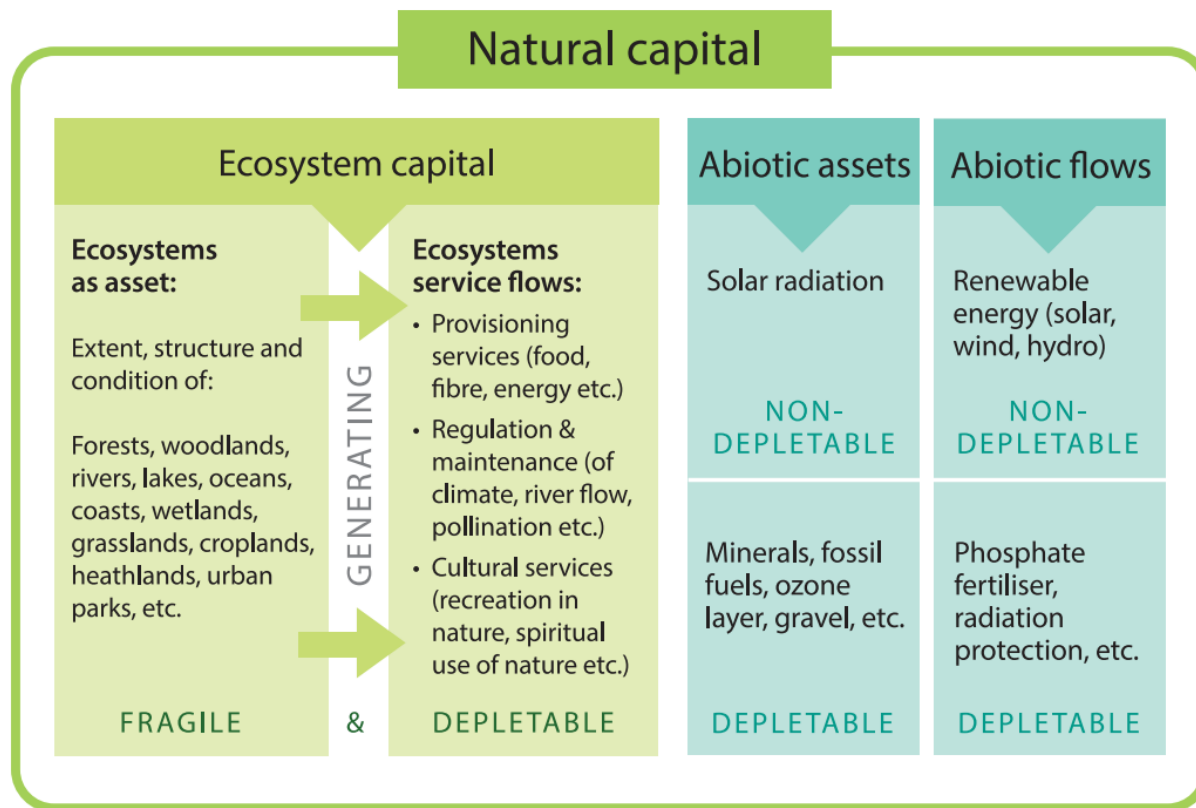 Natural capital
Ecosystem capital
Ecosystems
as asset:
Extent, structure and
condition of:
Forests, woodlands,
rivers, lakes, oceans,
coasts, wetlands,
grasslands, croplands,
heathlands, urban
parks, etc.
GENERATING
Ecosystems
service flows:
• Provisioning
services (food,
fibre, energy etc.)
• Regulation &
maintenance (of
climate, river flow,
pollination etc.)
• Cultural services
(recreation in
nature, spiritual
use of nature etc.)
FRAGILE & DEPLETABLE
Abiotic assets
Solar radiation
NON-
DEPLETABLE
Minerals, fossil
fuels, ozone
layer, gravel, etc.
DEPLETABLE
Abiotic flows
Renewable
energy (solar,
wind, hydro)
NON-
DEPLETABLE
Phosphate
fertiliser,
radiation
protection, etc.
DEPLETABLE